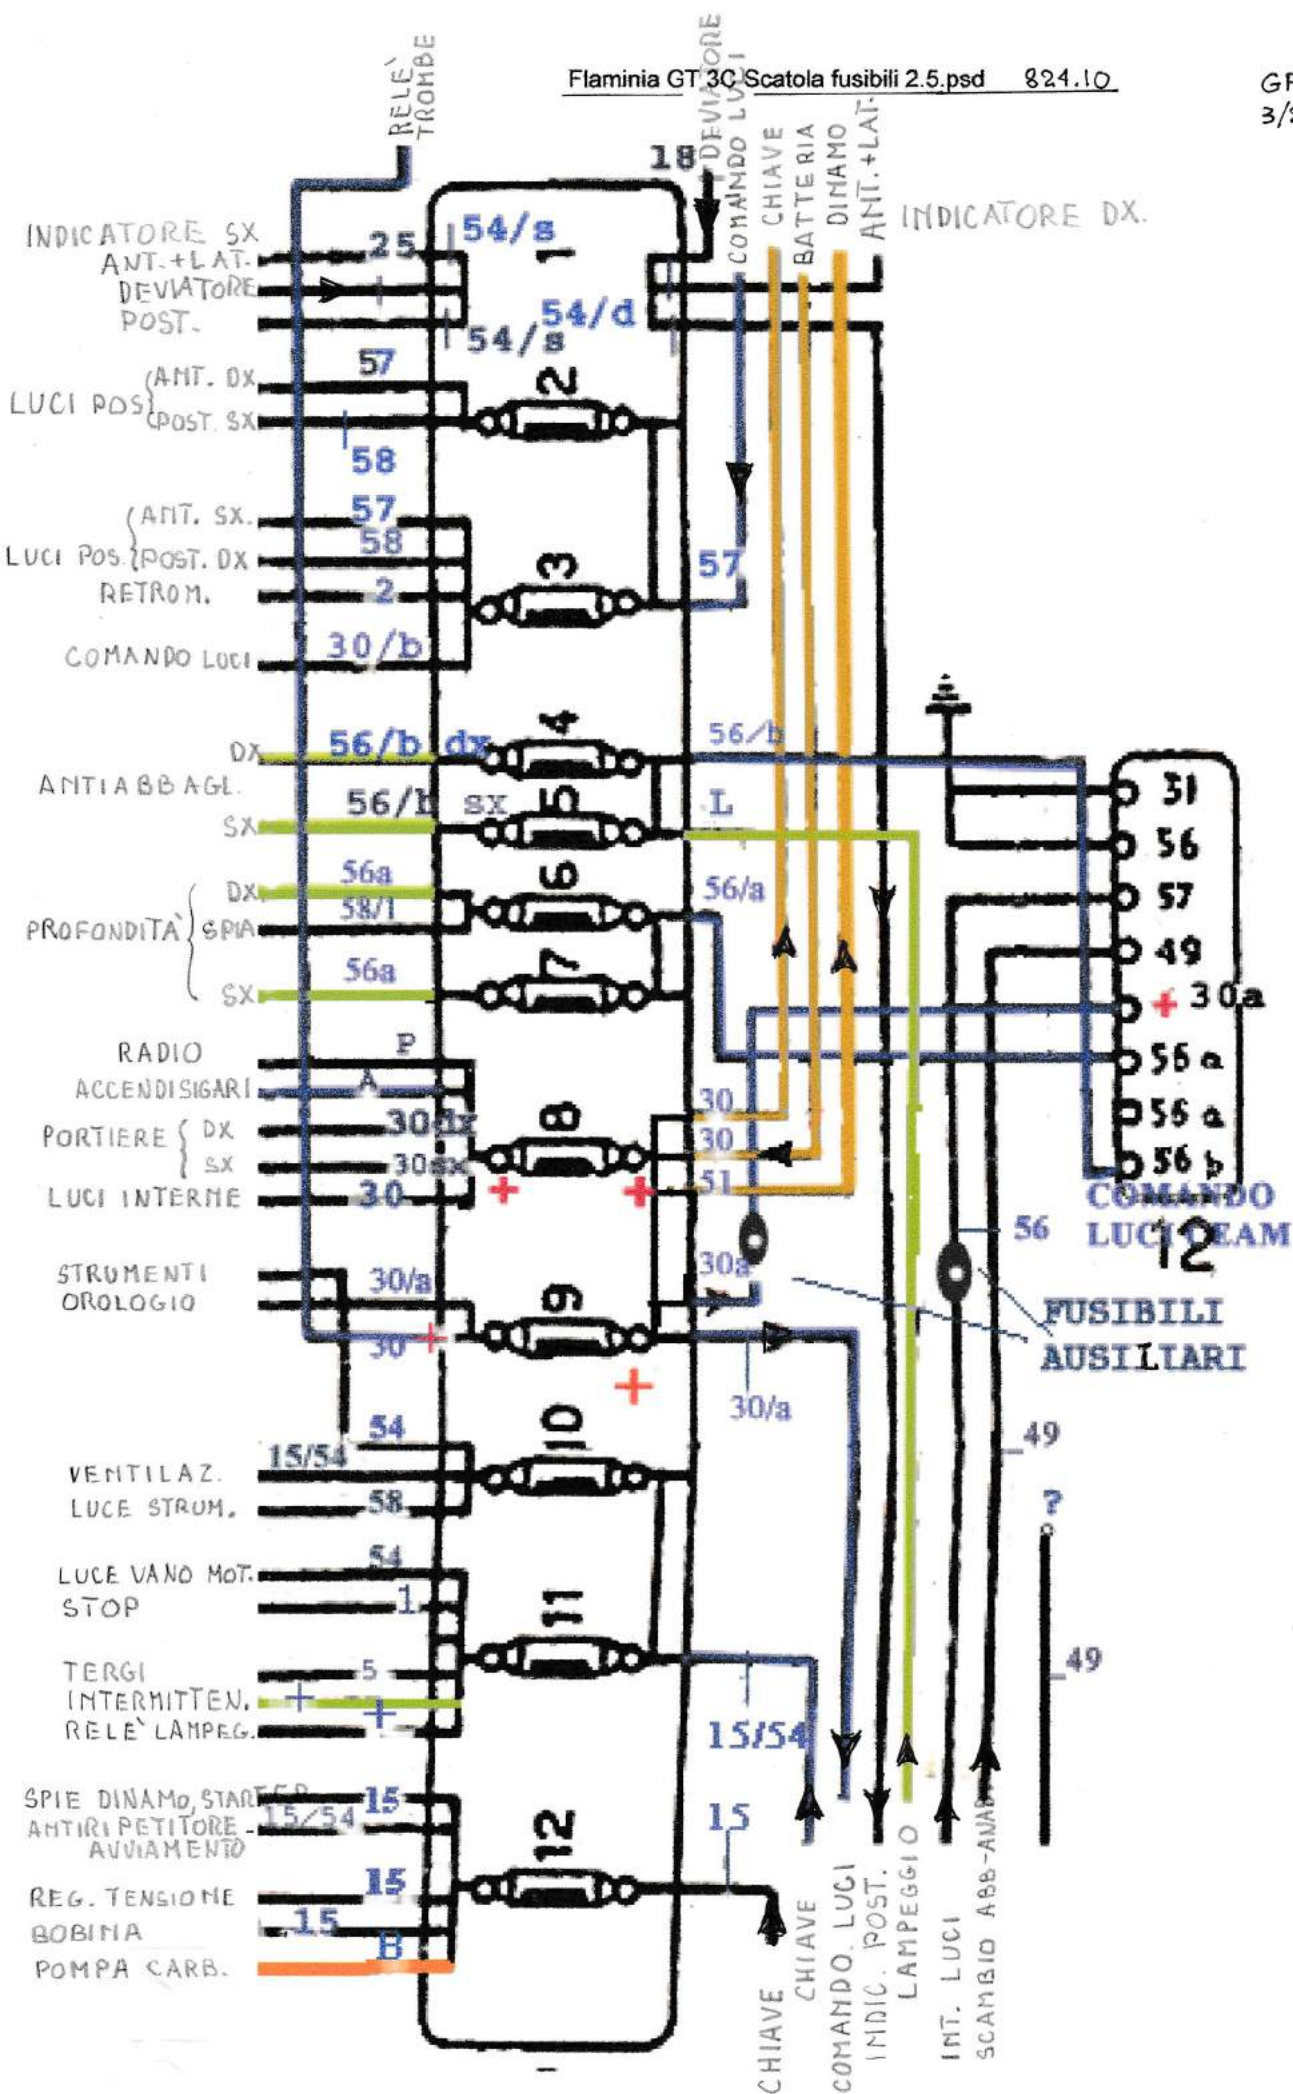 RELÈ
TROMBE
Flaminia GT 3C Scatola fusibili 2.5.psd 824.10
DEVIATORE
COMANDO LUCI
CHIAVE
BATTERIA
DINAMO
ANT.+LAT.
INDICATORE DX.
18
INDICATORE SX
ANT.+LAT.
DEVIATORE
POST.
25
54/s
1
54/d
54/s
LUCI POS
ANT. DX
POST. SX
57
58
2
LUCI POS.
ANT. SX.
POST. DX
RETROM.
COMANDO LUCI
57
58
2
30/b
3
57
ANTIABBAGL.
DX
SX
56/b dx
sx
4
5
56/b
L
PROFONDITÀ
DX
SPIA
SX
56a
58/1
56a
6
7
56/a
31
56
57
49
+ 30a
56 a
56 a
56 b
COMANDO
LUCI CEAM
12
RADIO
ACCENDISIGARI
PORTIERE
DX
SX
LUCI INTERNE
P
A
30dx
30sx
30
8
+
+
30
30
51
30a
STRUMENTI
OROLOGIO
30/a
30
+
9
+
30/a
56
FUSIBILI
AUSILIARI
VENTILAZ.
LUCE STRUM.
54
15/54
58
10
49
?
49
LUCE VANO MOT.
STOP
TERGI
INTERMITTEN.
RELÈ LAMPEG.
54
1
5
+
+
11
15/54
SPIE DINAMO, STARTER
ANTIRIPETITORE
AVVIAMENTO
REG. TENSIONE
BOBINA
POMPA CARB.
15
15/54
15
15
B
12
15
CHIAVE
CHIAVE
COMANDO LUCI
INDIC. POST.
LAMPEGGIO
INT. LUCI
SCAMBIO ABB-ANAB